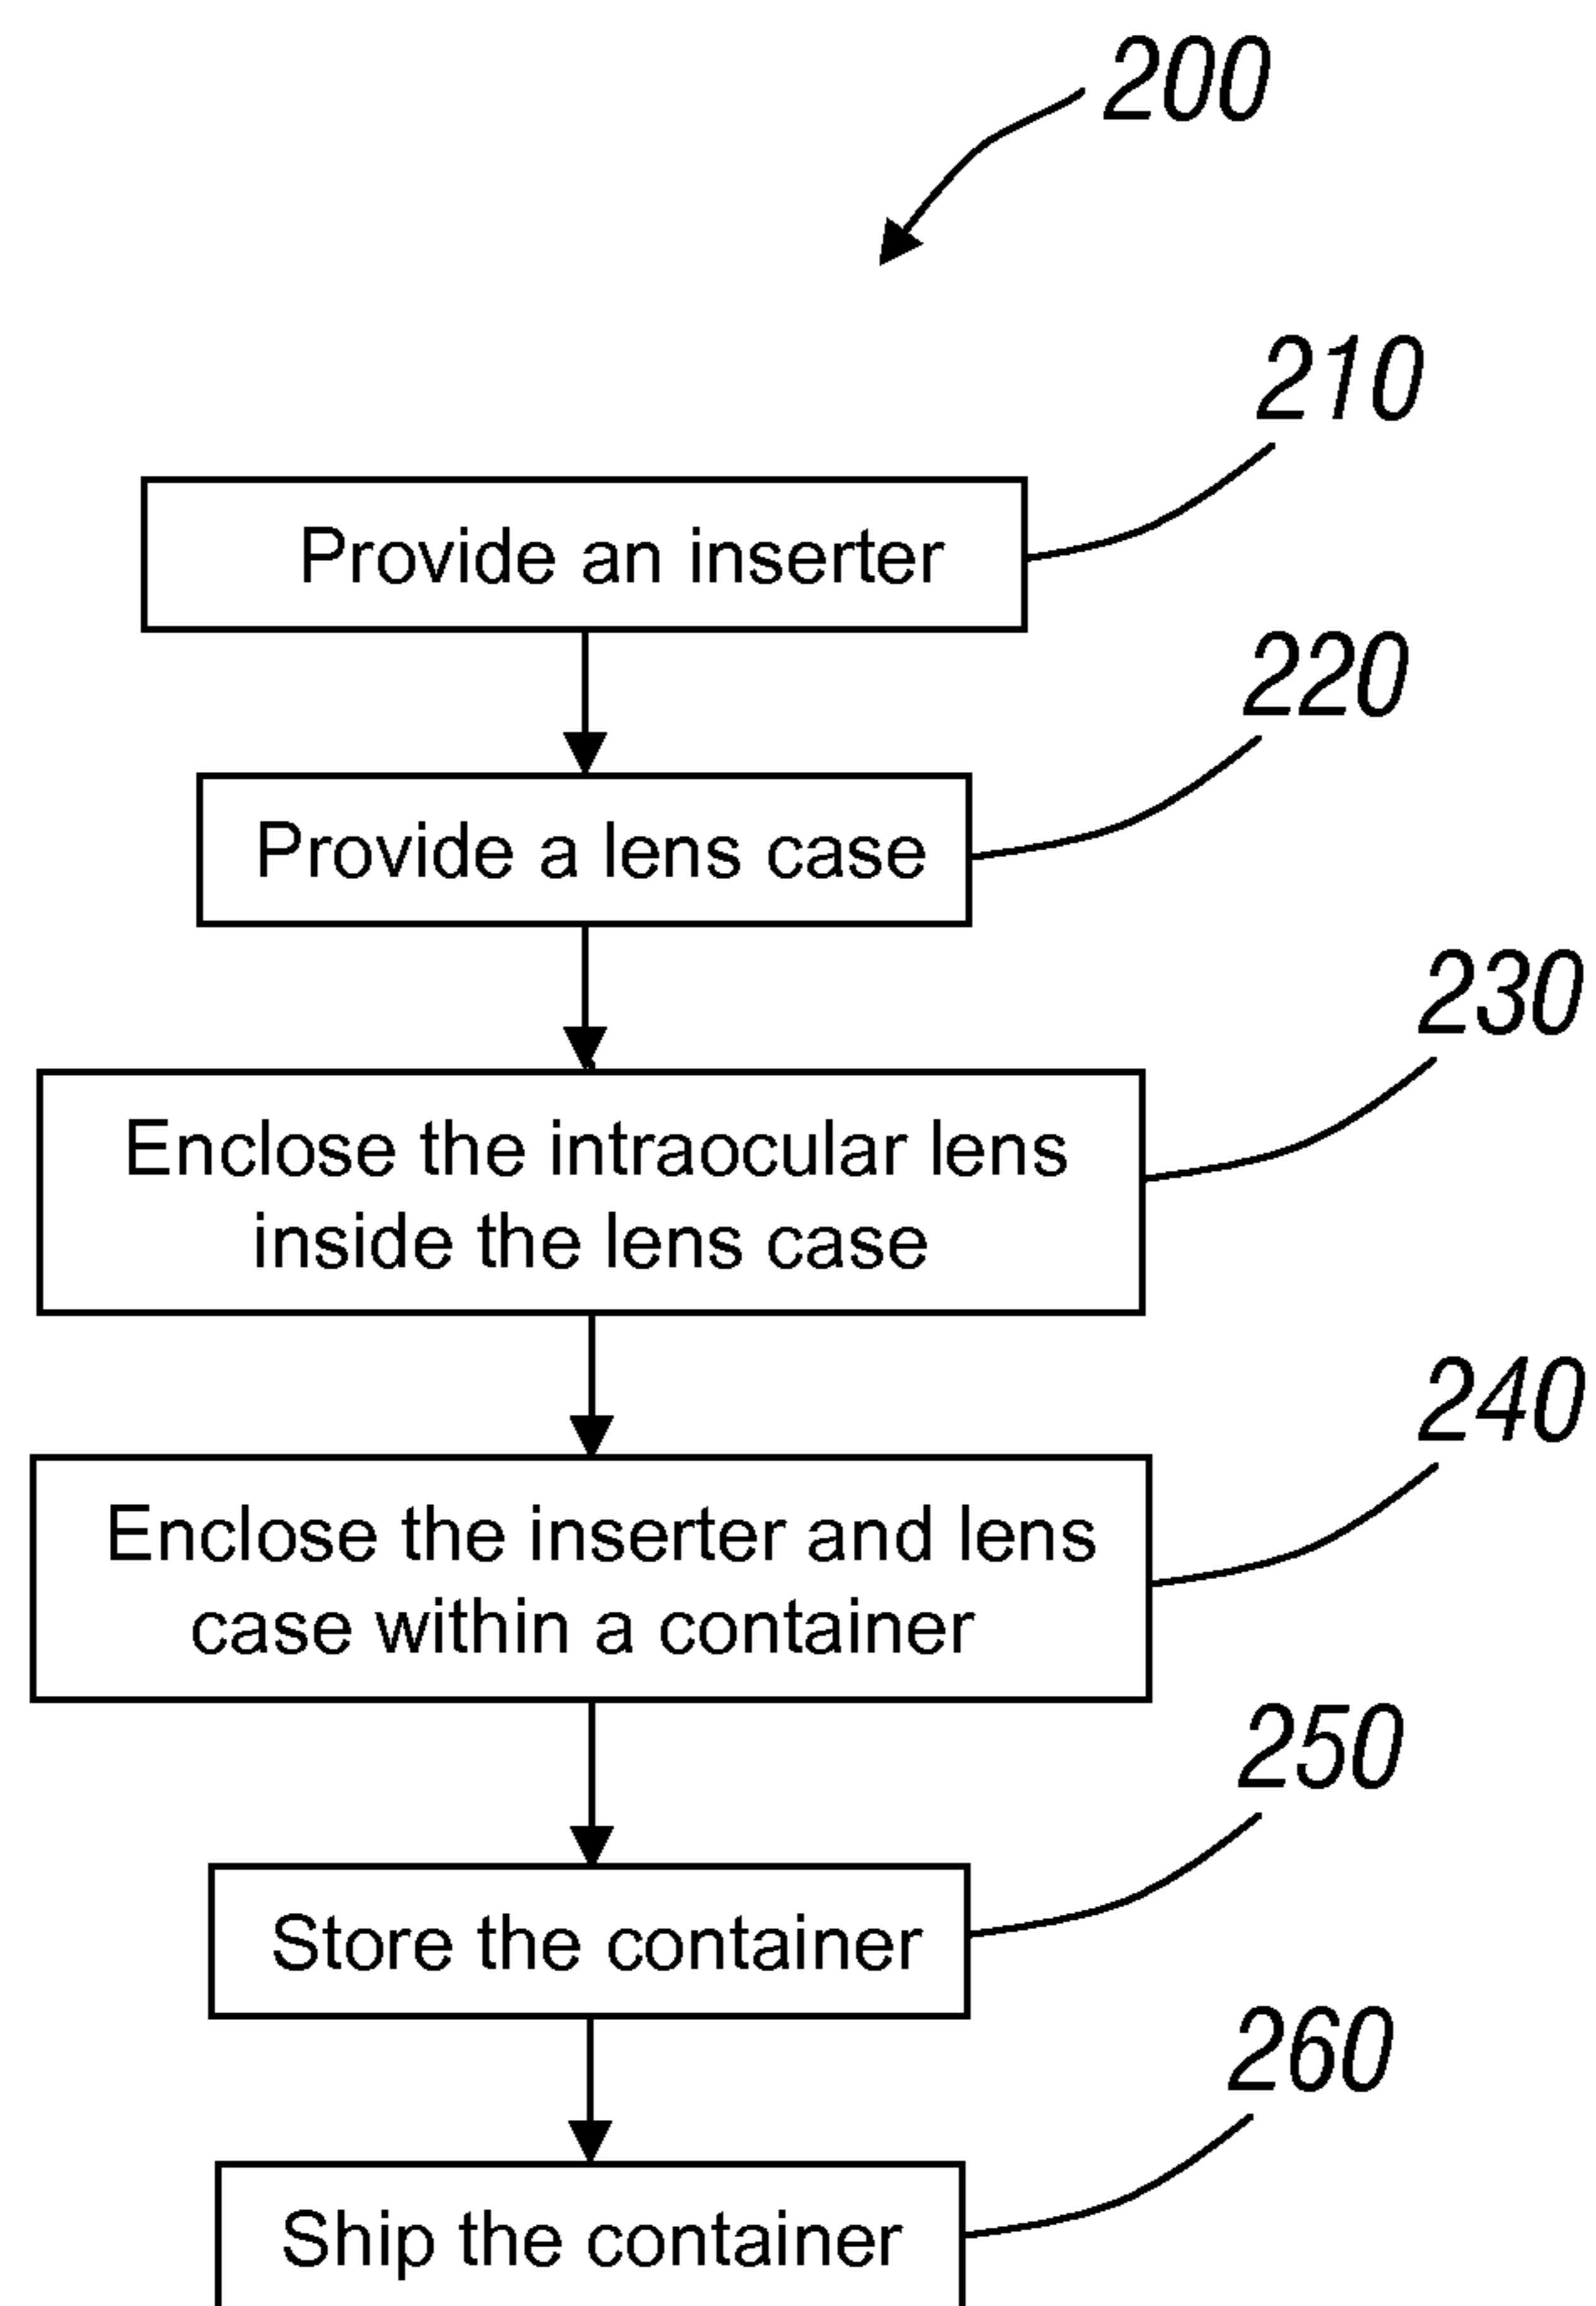 200
210
Provide an inserter
220
Provide a lens case
230
Enclose the intraocular lens
inside the lens case
240
Enclose the inserter and lens
case within a container
250
Store the container
260
Ship the container